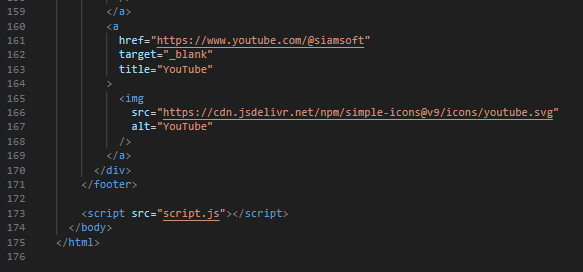 159 </a>
160 <a
161 href="https://www.youtube.com/@siamsoft"
162 target="_blank"
163 title="YouTube"
164 >
165 <img
166 src="https://cdn.jsdelivr.net/npm/simple-icons@v9/icons/youtube.svg"
167 alt="YouTube"
168 />
169 </a>
170 </div>
171 </footer>
172
173 <script src="script.js"></script>
174 </body>
175 </html>
176